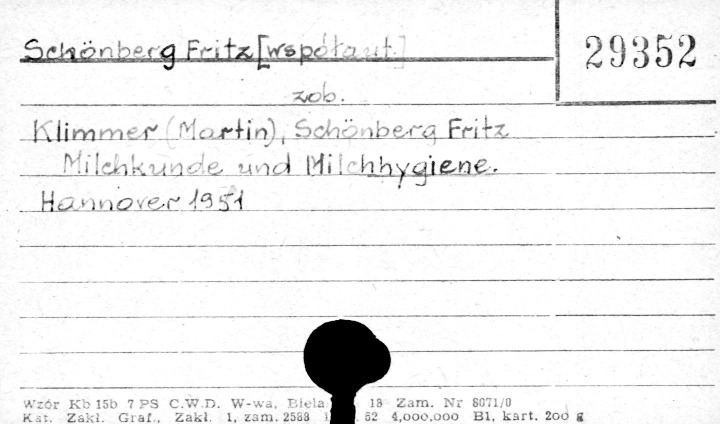 Schönberg Fritz [współaut.]
29352
zob.
Klimmer (Martin), Schönberg Fritz
Milchkunde und Milchhygiene.
Hannover 1951
Wzór Kb 15b 7 PS C.W.D. W-wa, Biela 18 Zam. Nr 8071/0
Kat. Zakł. Graf., Zakł. 1, zam. 2588 52 4,000,000 B1, kart. 200 g